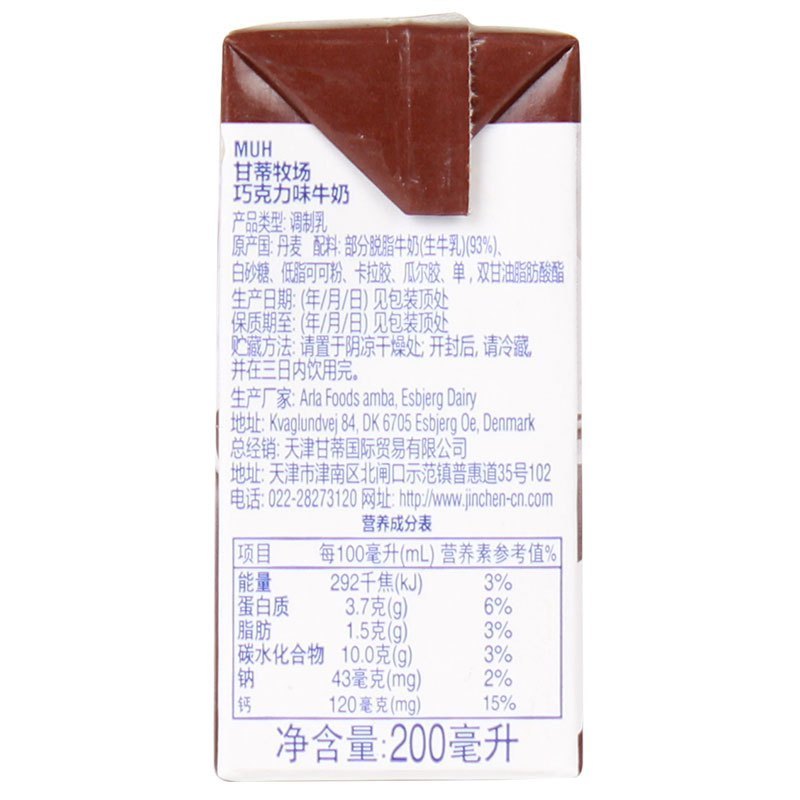 MUH
甘蒂牧场
巧克力味牛奶
产品类型: 调制乳
原产国: 丹麦 配料: 部分脱脂牛奶(生牛乳)(93%)、
白砂糖、低脂可可粉、卡拉胶、瓜尔胶、单，双甘油脂肪酸酯
生产日期: (年/月/日) 见包装顶处
保质期至: (年/月/日) 见包装顶处
贮藏方法: 请置于阴凉干燥处; 开封后, 请冷藏,
并在三日内饮用完。
生产厂家: Arla Foods amba, Esbjerg Dairy
地址: Kvaglundvej 84, DK 6705 Esbjerg Oe, Denmark
总经销: 天津甘蒂国际贸易有限公司
地址: 天津市津南区北闸口示范镇普惠道35号102
电话: 022-28273120 网址: http://www.jinchen-cn.com
营养成分表
项目 每100毫升(mL) 营养素参考值%
能量 292千焦(kJ) 3%
蛋白质 3.7克(g) 6%
脂肪 1.5克(g) 3%
碳水化合物 10.0克(g) 3%
钠 43毫克(mg) 2%
钙 120毫克(mg) 15%
净含量:200毫升